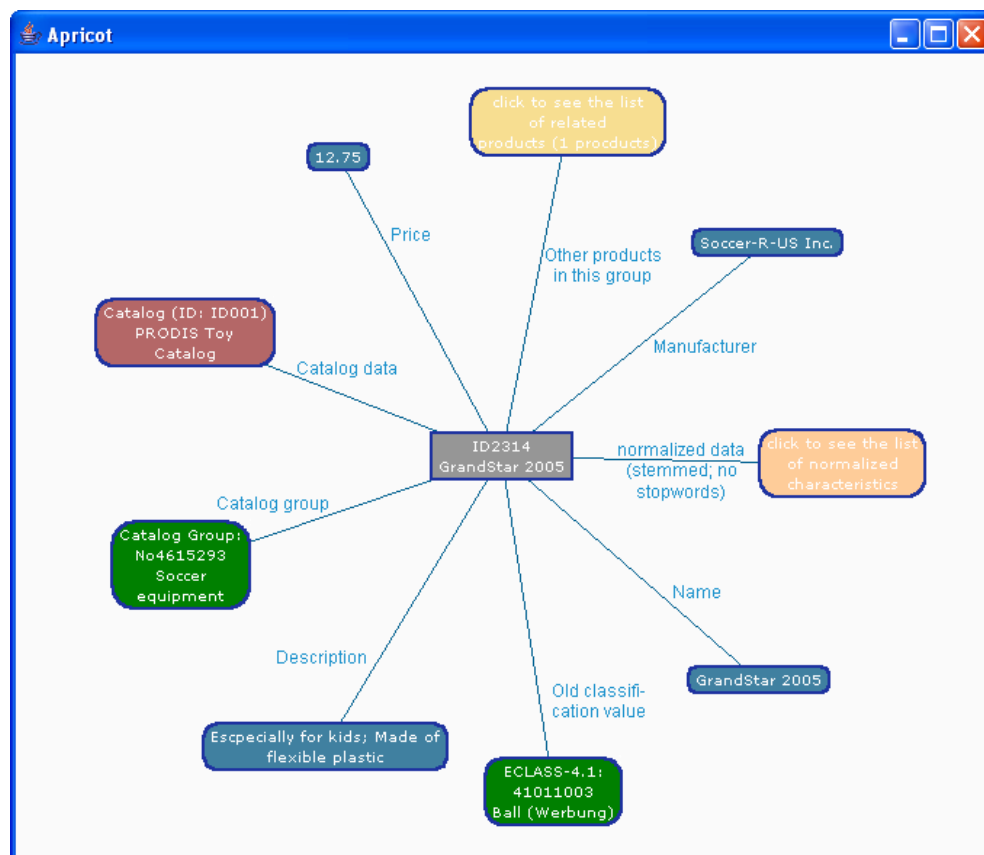 Apricot
click to see the list
of related
products (1 procducts)
12.75
Price
Other products
in this group
Soccer-R-US Inc.
Manufacturer
Catalog (ID: ID001)
PRODIS Toy
Catalog
Catalog data
ID2314
GrandStar 2005
normalized data
(stemmed; no
stopwords)
click to see the list
of normalized
characteristics
Catalog group
Catalog Group:
No4615293
Soccer
equipment
Name
GrandStar 2005
Description
Escpecially for kids; Made of
flexible plastic
Old classifi-
cation value
ECLASS-4.1:
41011003
Ball (Werbung)